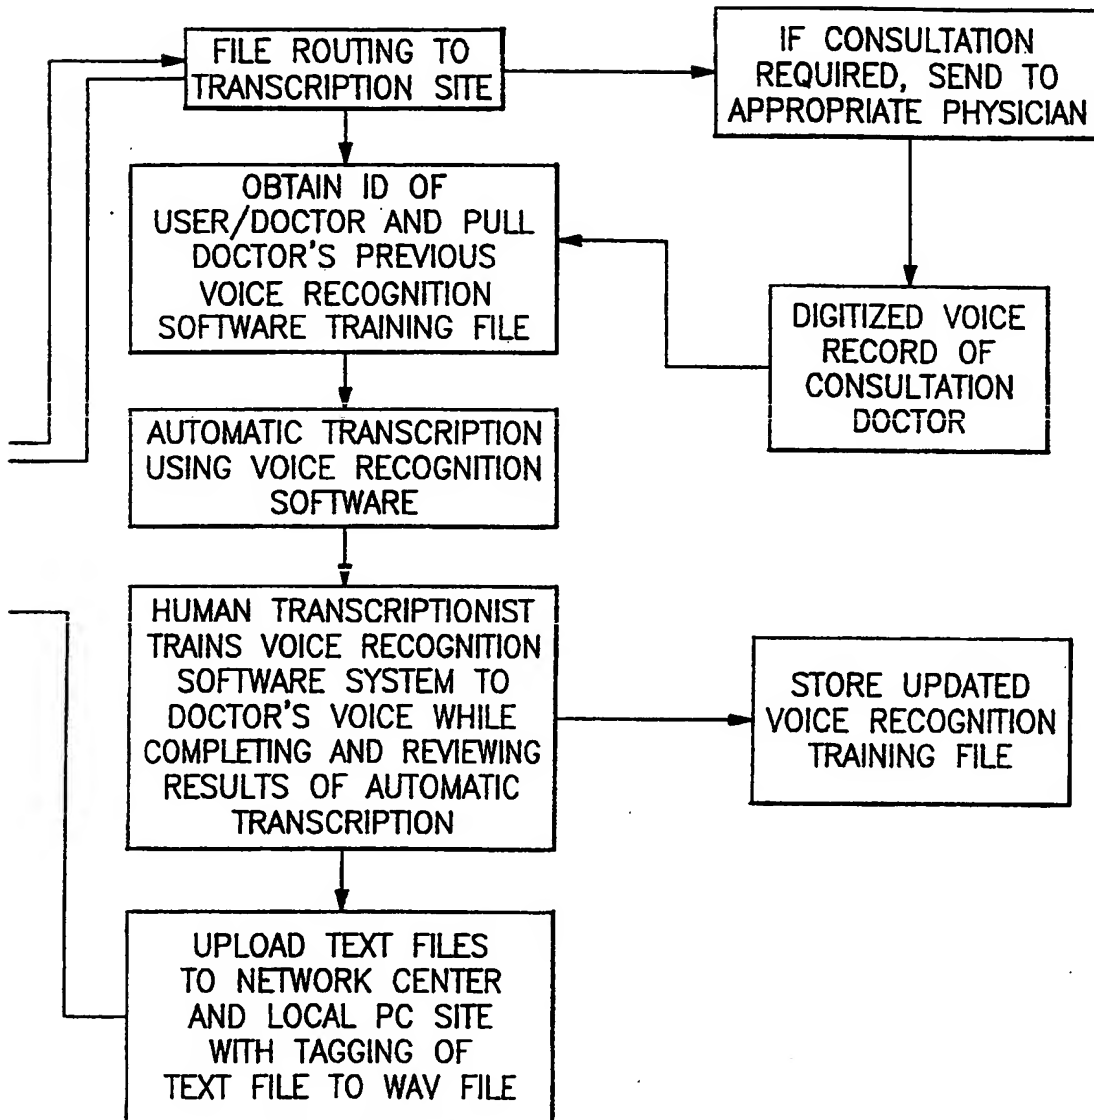 FILE ROUTING TO
TRANSCRIPTION SITE
IF CONSULTATION
REQUIRED, SEND TO
APPROPRIATE PHYSICIAN
OBTAIN ID OF
USER/DOCTOR AND PULL
DOCTOR'S PREVIOUS
VOICE RECOGNITION
SOFTWARE TRAINING FILE
DIGITIZED VOICE
RECORD OF
CONSULTATION
DOCTOR
AUTOMATIC TRANSCRIPTION
USING VOICE RECOGNITION
SOFTWARE
HUMAN TRANSCRIPTIONIST
TRAINS VOICE RECOGNITION
SOFTWARE SYSTEM TO
DOCTOR'S VOICE WHILE
COMPLETING AND REVIEWING
RESULTS OF AUTOMATIC
TRANSCRIPTION
STORE UPDATED
VOICE RECOGNITION
TRAINING FILE
UPLOAD TEXT FILES
TO NETWORK CENTER
AND LOCAL PC SITE
WITH TAGGING OF
TEXT FILE TO WAV FILE